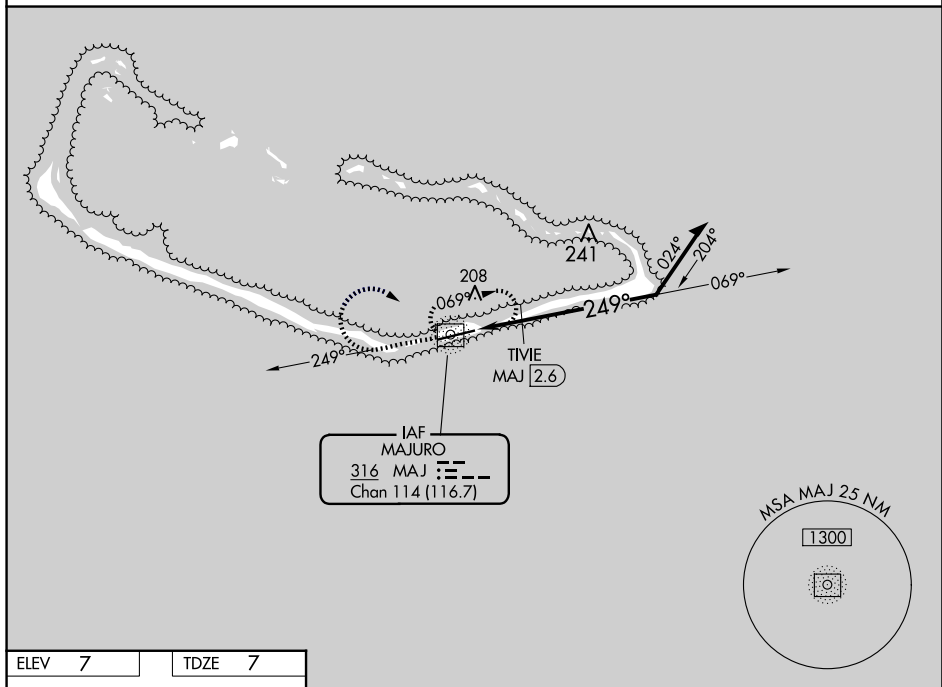 241
208
069°
024°
204°
069°
249°
249°
TIVIE
MAJ 2.6
IAF
MAJURO
316 MAJ
Chan 114 (116.7)
MSA MAJ 25 NM
1300
ELEV 7
TDZE 7